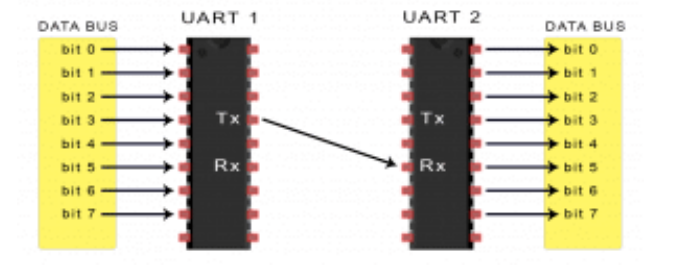 DATA BUS
bit 0
bit 1
bit 2
bit 3
bit 4
bit 5
bit 6
bit 7
UART 1
Tx
Rx
UART 2
Tx
Rx
DATA BUS
bit 0
bit 1
bit 2
bit 3
bit 4
bit 5
bit 6
bit 7